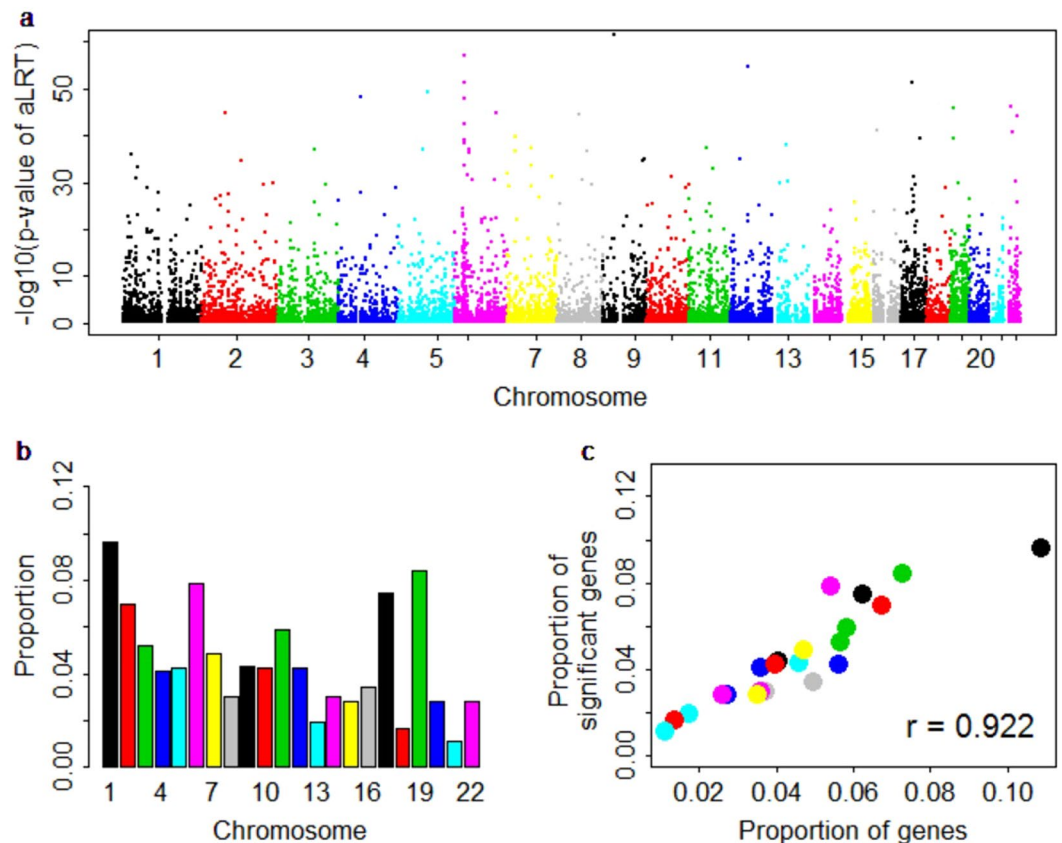 a
-log10(p-value of aLRT)
50
30
10
0
1 2 3 4 5 7 8 9 11 13 15 17 20
Chromosome
b
Proportion
0.12
0.08
0.04
0.00
1 4 7 10 13 16 19 22
Chromosome
c
Proportion of
significant genes
0.12
0.08
0.04
0.00
r = 0.922
0.02 0.04 0.06 0.08 0.10
Proportion of genes